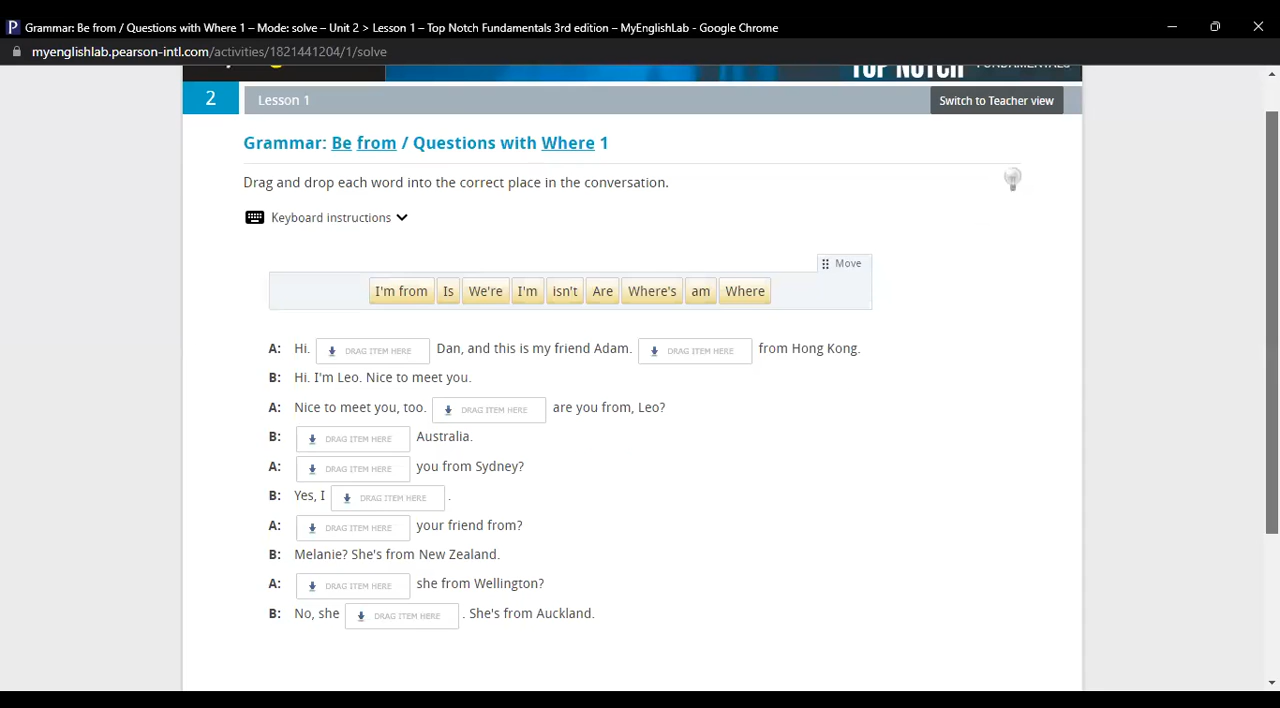 Grammar: Be from / Questions with Where 1 – Mode: solve – Unit 2 > Lesson 1 – Top Notch Fundamentals 3rd edition – MyEnglishLab - Google Chrome
myenglishlab.pearson-intl.com/activities/1821441204/1/solve
TOP NOTCH FUNDAMENTALS
2 Lesson 1 Switch to Teacher view
Grammar: Be from / Questions with Where 1
Drag and drop each word into the correct place in the conversation.
Keyboard instructions
Move
I'm from Is We're I'm isn't Are Where's am Where
A: Hi. DRAG ITEM HERE Dan, and this is my friend Adam. DRAG ITEM HERE from Hong Kong.
B: Hi. I'm Leo. Nice to meet you.
A: Nice to meet you, too. DRAG ITEM HERE are you from, Leo?
B: DRAG ITEM HERE Australia.
A: DRAG ITEM HERE you from Sydney?
B: Yes, I DRAG ITEM HERE .
A: DRAG ITEM HERE your friend from?
B: Melanie? She's from New Zealand.
A: DRAG ITEM HERE she from Wellington?
B: No, she DRAG ITEM HERE . She's from Auckland.